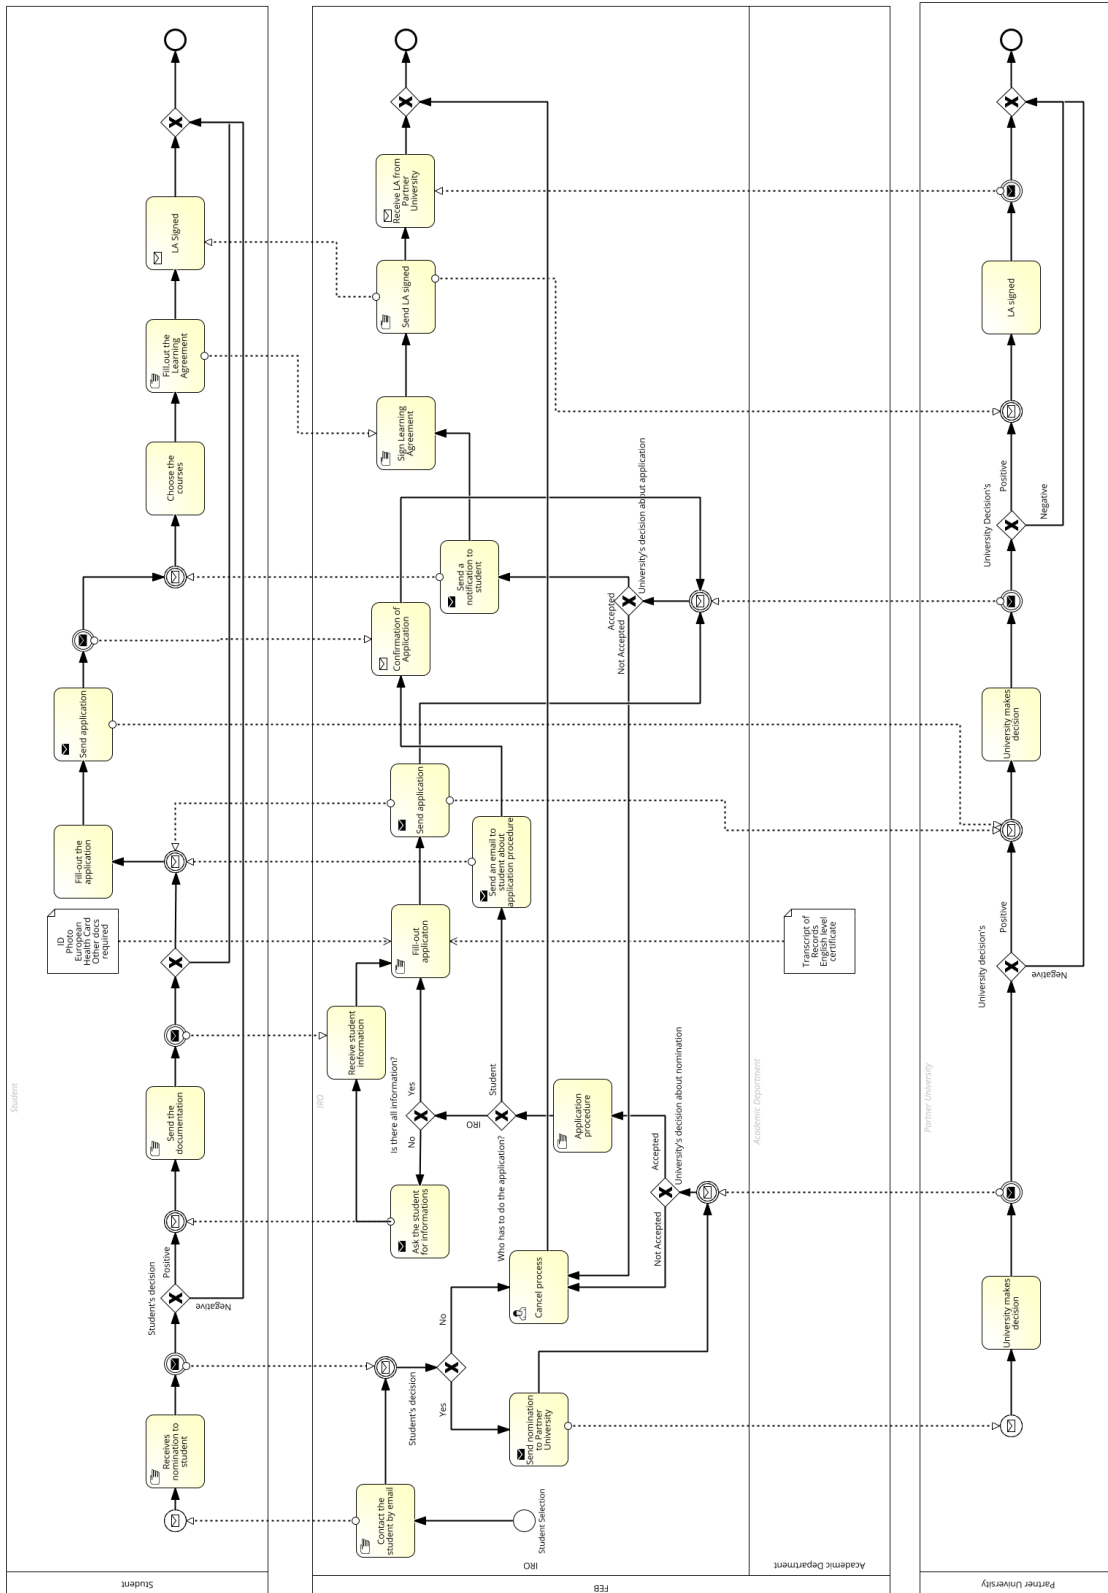 Student
Student
Receives
nomination to
student
Student's decision
Positive
Negative
Send the
documentation
ID
Photo
European
Health Card
Other docs
required
Fill-out the
application
Send application
Choose the
courses
Fill.out the
Learning
Agreement
LA Signed
FEB
IRO
IRO
Student Selection
Contact the
student by email
Student's decision
Yes
No
Send nomination
to Partner
University
Cancel process
Ask the student
for informations
Receive student
information
Is there all information?
No
Yes
Who has to do the application?
IRO
Student
Application
procedure
Not Accepted
Accepted
University's decision about nomination
Fill-out
applicaton
Send an email to
student about
application procedure
Send application
Confirmation of
Application
Send a
notification to
student
Not Accepted
Accepted
University's decision about application
Sign Learning
Agreement
Send LA signed
Receive LA from
Partner
University
Academic Department
Academic Department
Transcript of
Records
English level
certificate
Partner University
Partner University
University makes
decision
University decision's
Positive
Negative
University makes
decision
University Decision's
Positive
Negative
LA signed